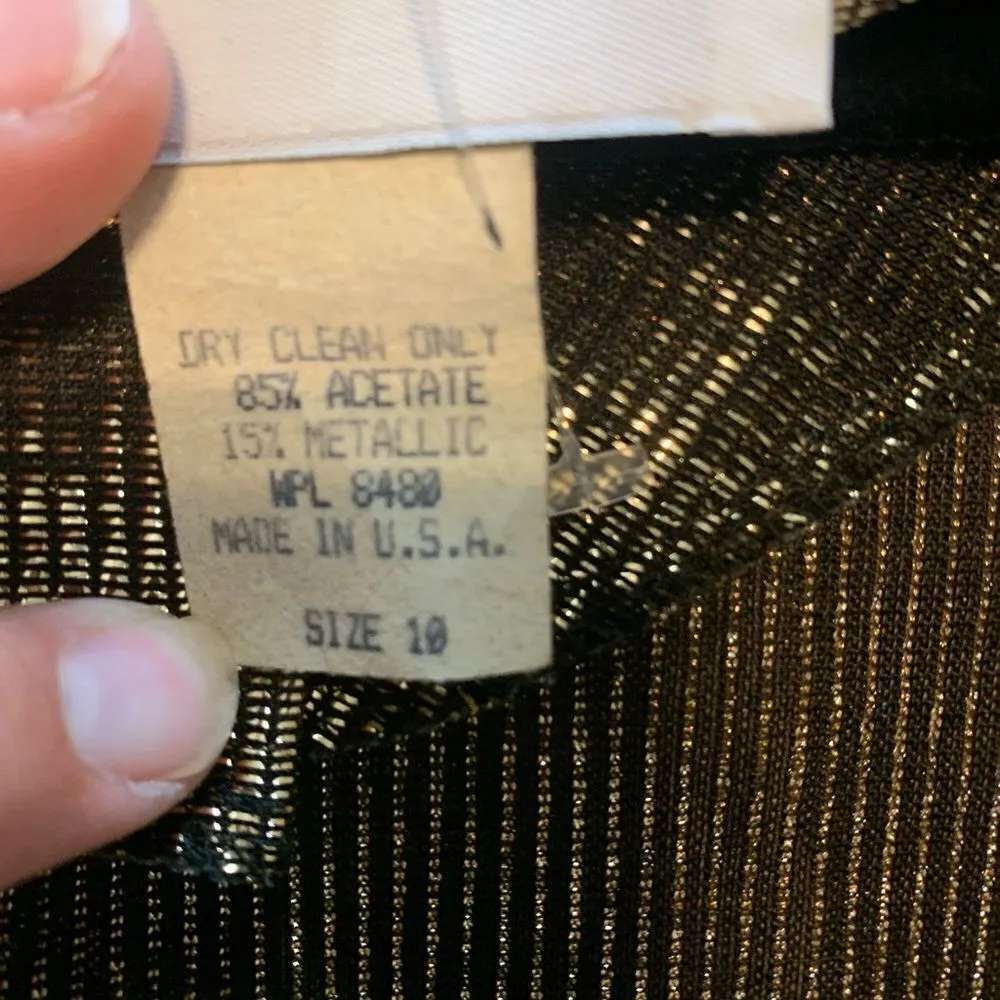 DRY CLEAN ONLY
85% ACETATE
15% METALLIC
WPL 8480
MADE IN U.S.A.
SIZE 10